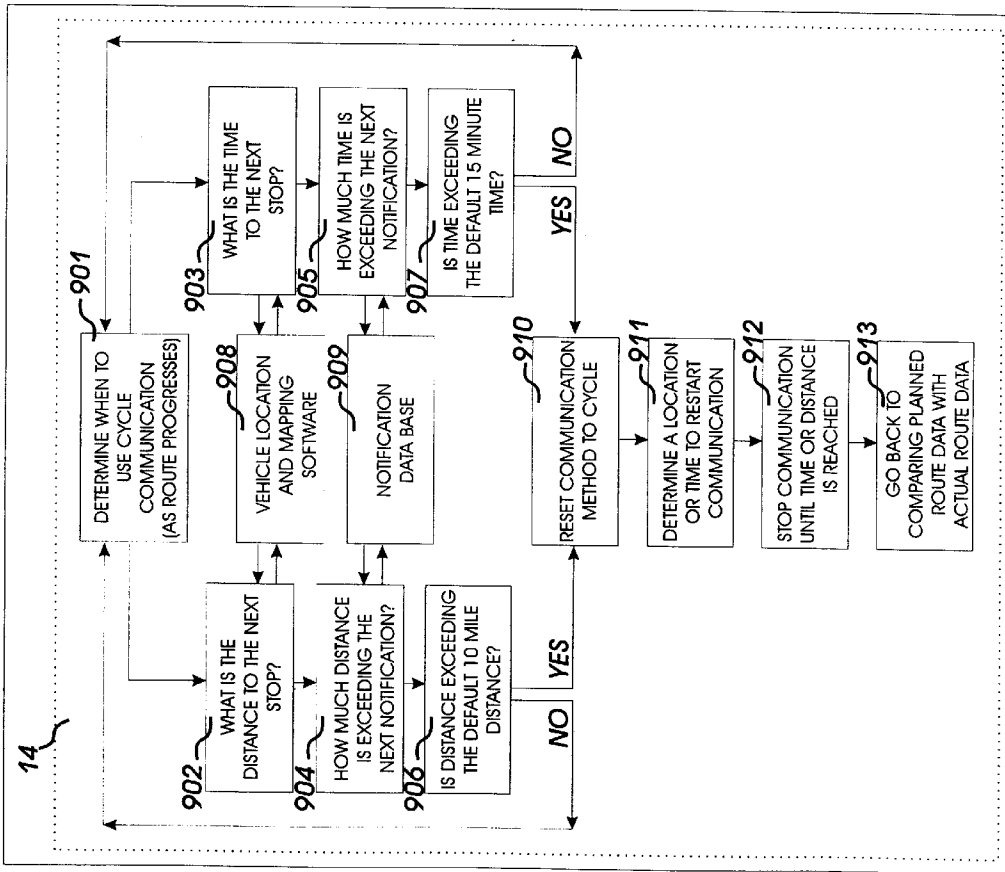 14
901
DETERMINE WHEN TO
USE CYCLE
COMMUNICATION
(AS ROUTE PROGRESSES)
902
WHAT IS THE
DISTANCE TO THE NEXT
STOP?
908
VEHICLE LOCATION
AND MAPPING
SOFTWARE
903
WHAT IS THE TIME
TO THE NEXT
STOP?
904
HOW MUCH DISTANCE
IS EXCEEDING THE
NEXT NOTIFICATION?
909
NOTIFICATION
DATA BASE
905
HOW MUCH TIME IS
EXCEEDING THE NEXT
NOTIFICATION?
906
IS DISTANCE EXCEEDING
THE DEFAULT 10 MILE
DISTANCE?
907
IS TIME EXCEEDING
THE DEFAULT 15 MINUTE
TIME?
NO
YES
YES
NO
910
RESET COMMUNICATION
METHOD TO CYCLE
911
DETERMINE A LOCATION
OR TIME TO RESTART
COMMUNICATION
912
STOP COMMUNICATION
UNTIL TIME OR DISTANCE
IS REACHED
913
GO BACK TO
COMPARING PLANNED
ROUTE DATA WITH
ACTUAL ROUTE DATA